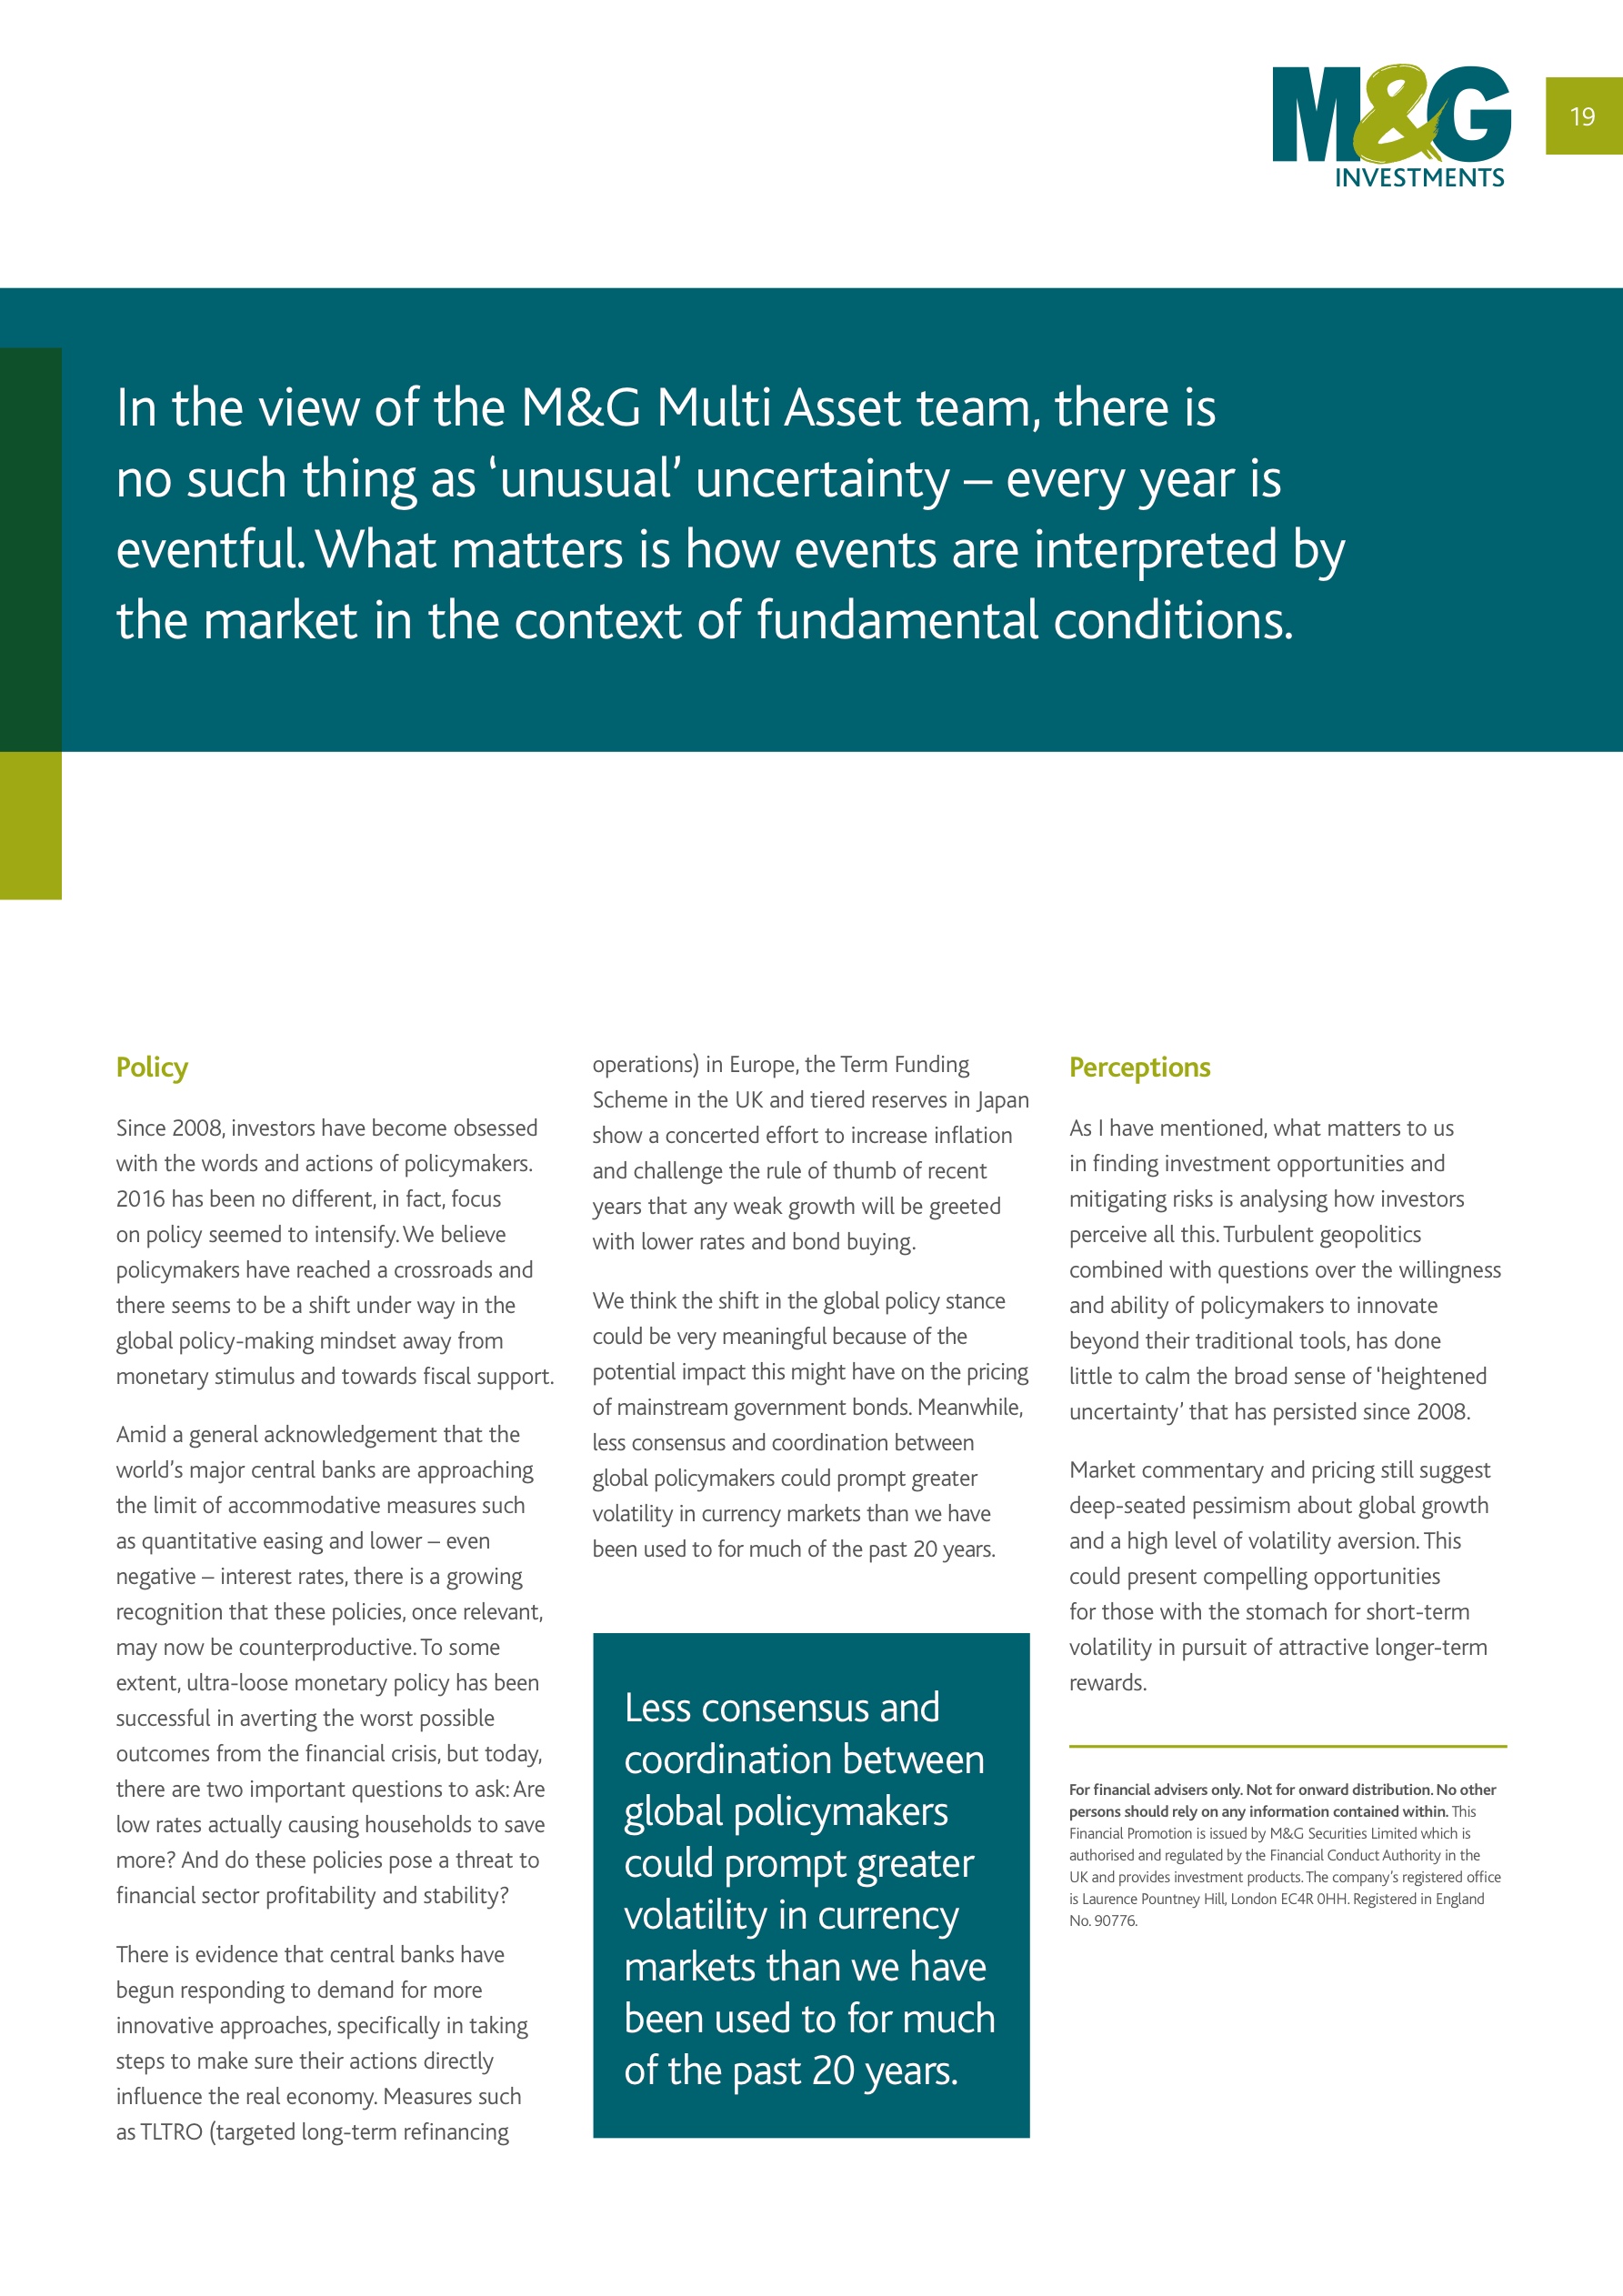 M&G
INVESTMENTS
19
In the view of the M&G Multi Asset team, there is
no such thing as ‘unusual’ uncertainty – every year is
eventful. What matters is how events are interpreted by
the market in the context of fundamental conditions.
Policy
Since 2008, investors have become obsessed
with the words and actions of policymakers.
2016 has been no different, in fact, focus
on policy seemed to intensify. We believe
policymakers have reached a crossroads and
there seems to be a shift under way in the
global policy-making mindset away from
monetary stimulus and towards fiscal support.
Amid a general acknowledgement that the
world’s major central banks are approaching
the limit of accommodative measures such
as quantitative easing and lower – even
negative – interest rates, there is a growing
recognition that these policies, once relevant,
may now be counterproductive. To some
extent, ultra-loose monetary policy has been
successful in averting the worst possible
outcomes from the financial crisis, but today,
there are two important questions to ask: Are
low rates actually causing households to save
more? And do these policies pose a threat to
financial sector profitability and stability?
There is evidence that central banks have
begun responding to demand for more
innovative approaches, specifically in taking
steps to make sure their actions directly
influence the real economy. Measures such
as TLTRO (targeted long-term refinancing
operations) in Europe, the Term Funding
Scheme in the UK and tiered reserves in Japan
show a concerted effort to increase inflation
and challenge the rule of thumb of recent
years that any weak growth will be greeted
with lower rates and bond buying.
We think the shift in the global policy stance
could be very meaningful because of the
potential impact this might have on the pricing
of mainstream government bonds. Meanwhile,
less consensus and coordination between
global policymakers could prompt greater
volatility in currency markets than we have
been used to for much of the past 20 years.
Less consensus and
coordination between
global policymakers
could prompt greater
volatility in currency
markets than we have
been used to for much
of the past 20 years.
Perceptions
As I have mentioned, what matters to us
in finding investment opportunities and
mitigating risks is analysing how investors
perceive all this. Turbulent geopolitics
combined with questions over the willingness
and ability of policymakers to innovate
beyond their traditional tools, has done
little to calm the broad sense of ‘heightened
uncertainty’ that has persisted since 2008.
Market commentary and pricing still suggest
deep-seated pessimism about global growth
and a high level of volatility aversion. This
could present compelling opportunities
for those with the stomach for short-term
volatility in pursuit of attractive longer-term
rewards.
For financial advisers only. Not for onward distribution. No other
persons should rely on any information contained within. This
Financial Promotion is issued by M&G Securities Limited which is
authorised and regulated by the Financial Conduct Authority in the
UK and provides investment products. The company’s registered office
is Laurence Pountney Hill, London EC4R 0HH. Registered in England
No. 90776.